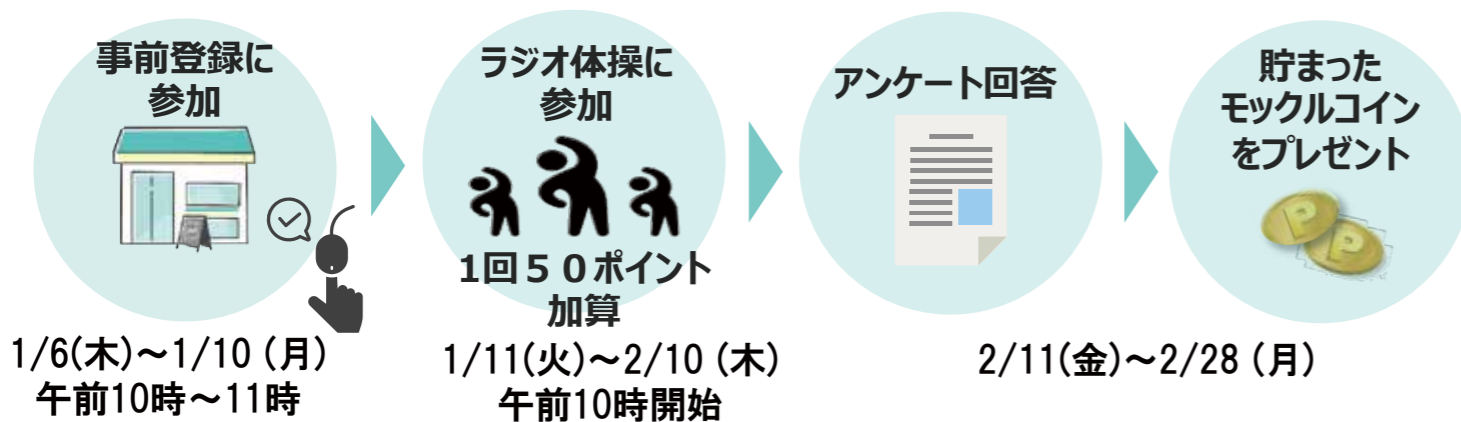 事前登録に
参加
ラジオ体操に
参加
1回５０ポイント
加算
アンケート回答
貯まった
モックルコイン
をプレゼント
1/6(木)～1/10（月）
午前10時～11時
1/11(火)～2/10（木）
午前10時開始
2/11(金)～2/28（月）